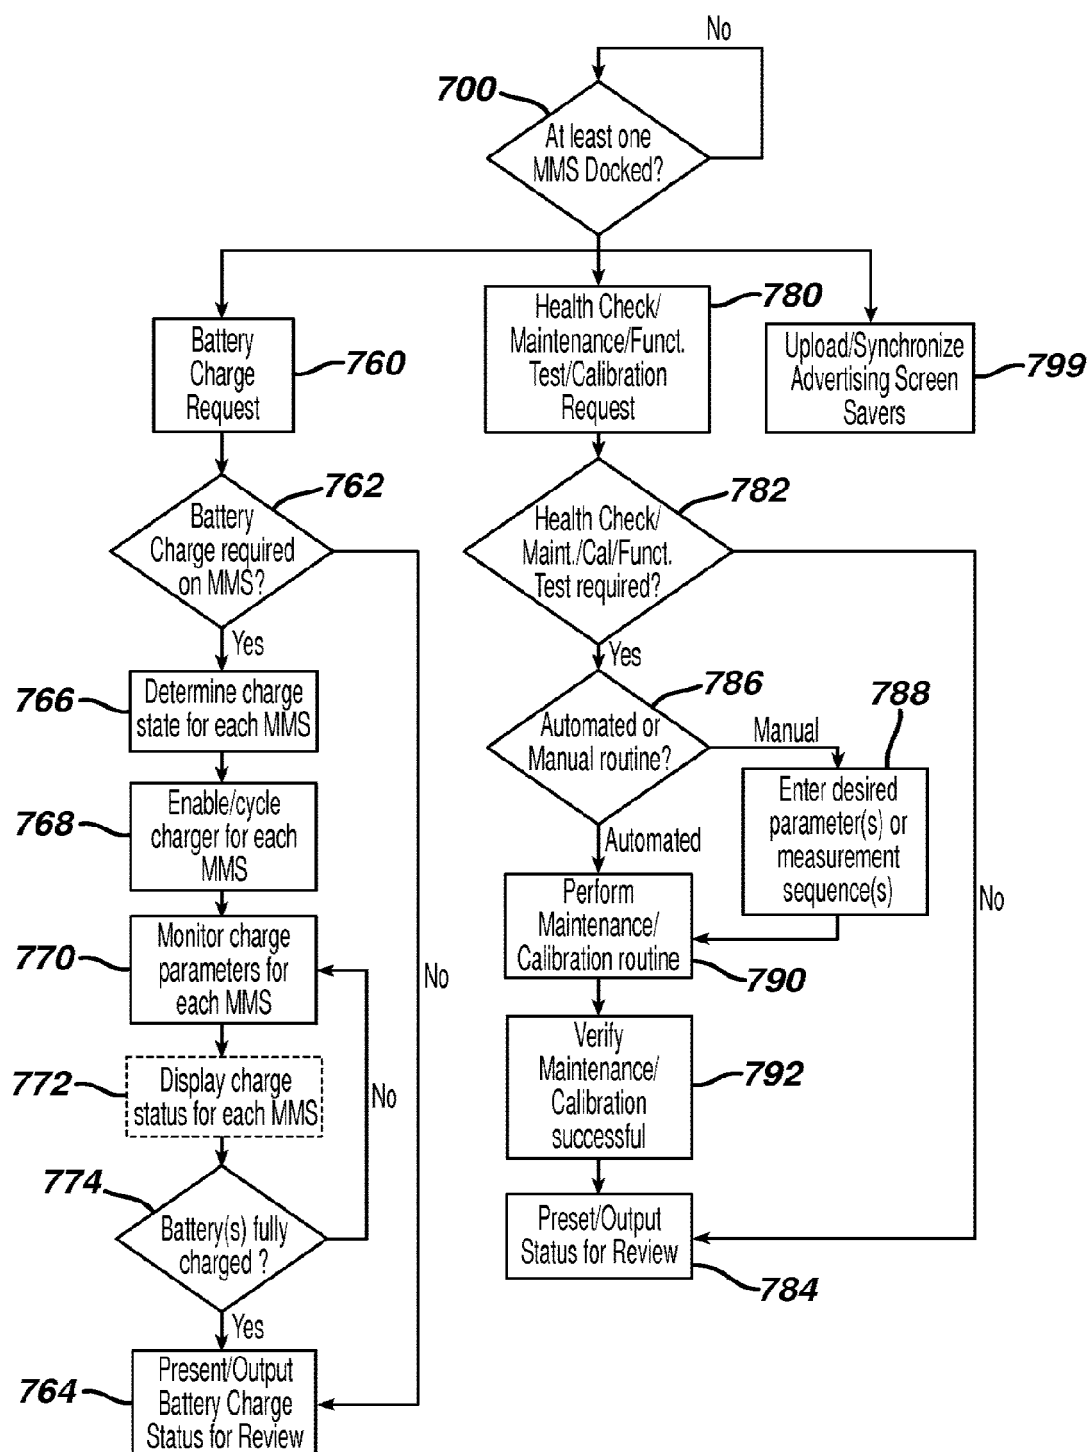 No
700
At least one
MMS Docked?
Battery
Charge
Request
760
Health Check/
Maintenance/Funct.
Test/Calibration
Request
780
Upload/Synchronize
Advertising Screen
Savers
799
762
Battery
Charge required
on MMS?
Yes
No
782
Health Check/
Maint./Cal/Funct.
Test required?
Yes
No
766
Determine charge
state for each MMS
786
Automated or
Manual routine?
Manual
Automated
788
Enter desired
parameter(s) or
measurement
sequence(s)
768
Enable/cycle
charger for each
MMS
770
Monitor charge
parameters for
each MMS
Perform
Maintenance/
Calibration routine
790
772
Display charge
status for each MMS
No
Verify
Maintenance/
Calibration
successful
792
774
Battery(s) fully
charged ?
Yes
Preset/Output
Status for Review
784
764
Present/Output
Battery Charge
Status for Review